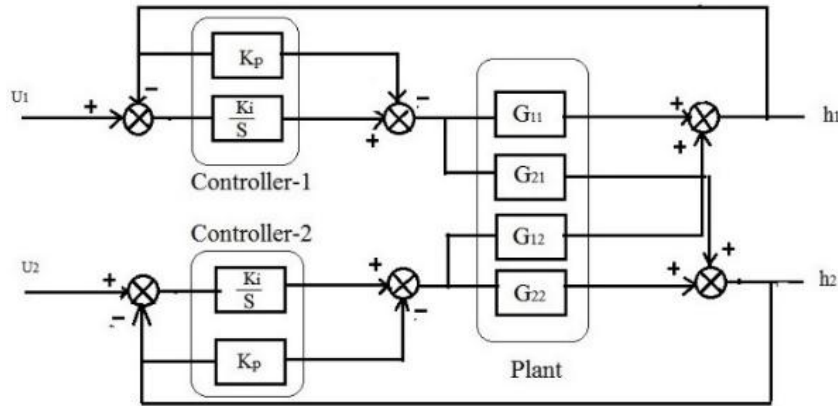 Kp
−
−
U1
+
Ki
S
+
G11
+
h1
+
Controller-1
G21
Controller-2
G12
+
U2
+
Ki
S
+
G22
+
h2
−
−
Kp
Plant